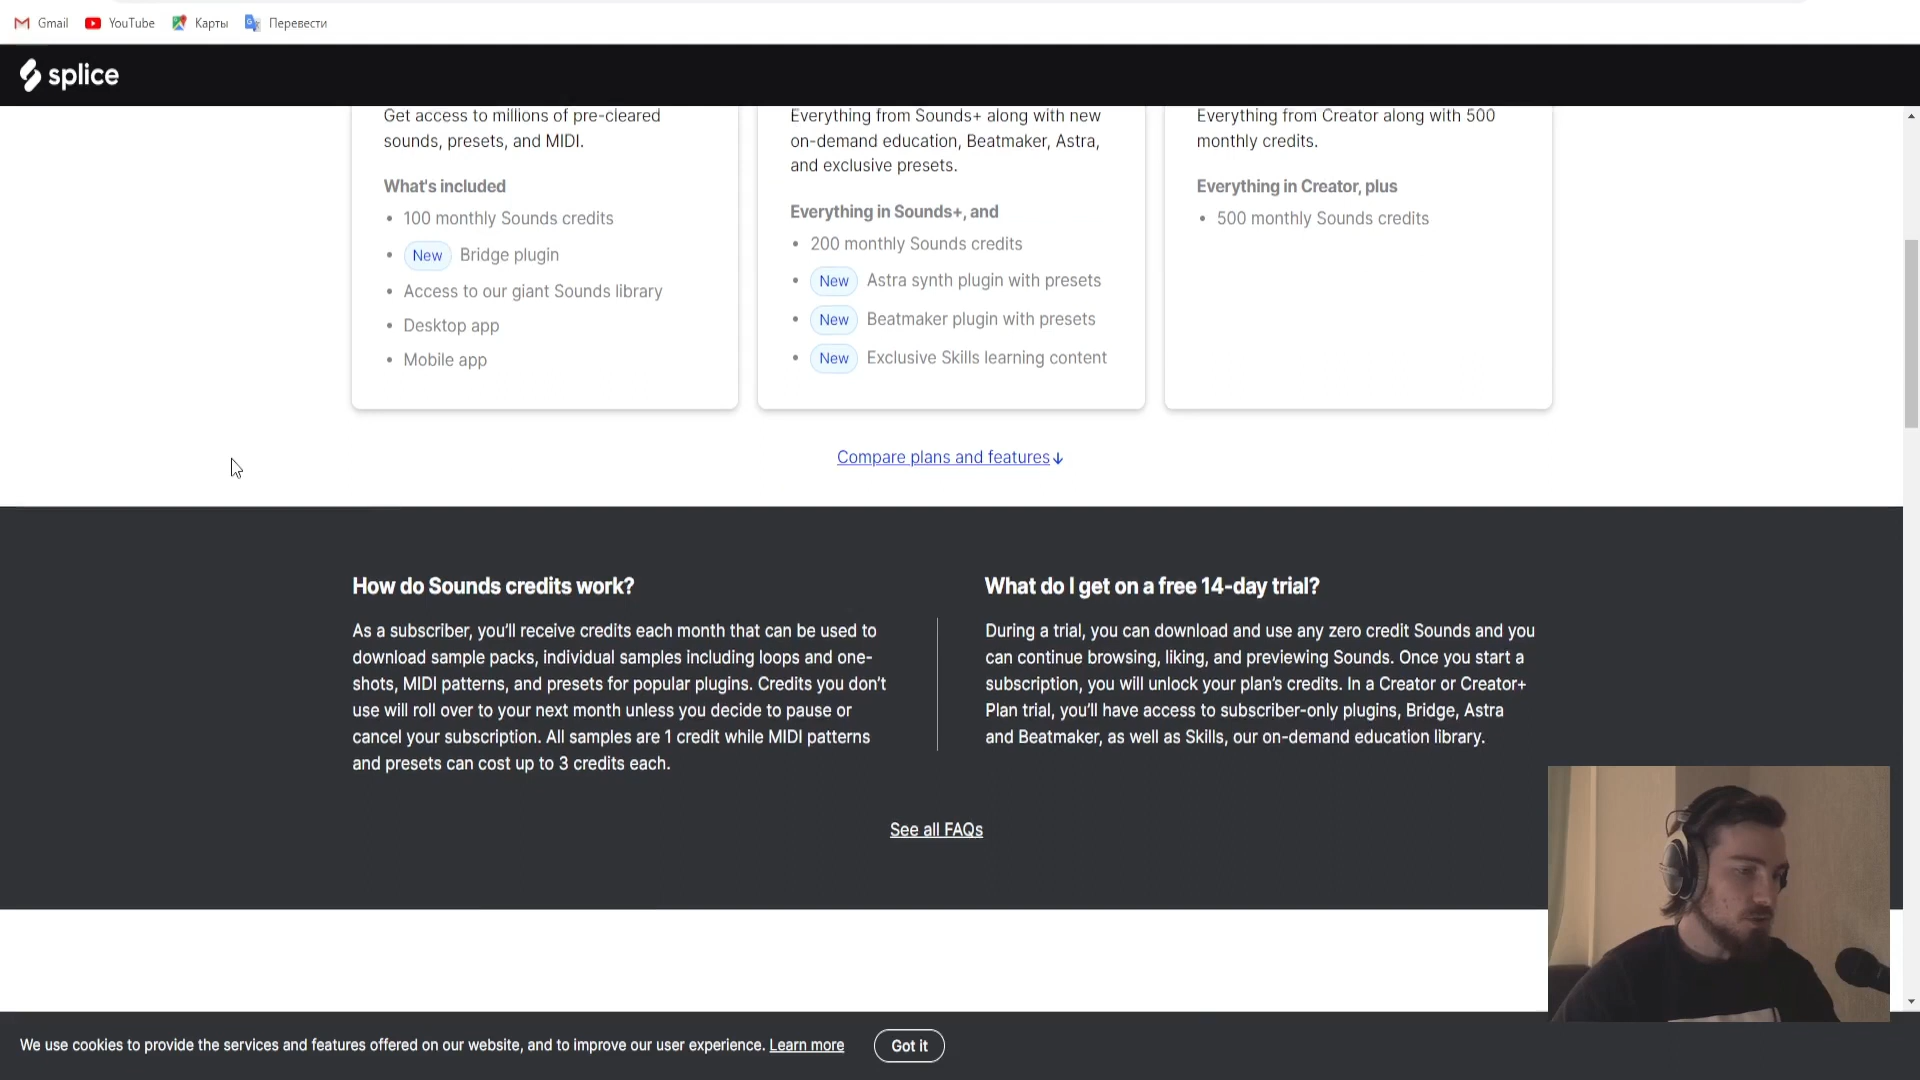 Gmail YouTube Карты Перевести
splice
Get access to millions of pre-cleared
sounds, presets, and MIDI.
What's included
• 100 monthly Sounds credits
• New Bridge plugin
• Access to our giant Sounds library
• Desktop app
• Mobile app
Everything from Sounds+ along with new
on-demand education, Beatmaker, Astra,
and exclusive presets.
Everything in Sounds+, and
• 200 monthly Sounds credits
• New Astra synth plugin with presets
• New Beatmaker plugin with presets
• New Exclusive Skills learning content
Everything from Creator along with 500
monthly credits.
Everything in Creator, plus
• 500 monthly Sounds credits
Compare plans and features↓
How do Sounds credits work?
As a subscriber, you’ll receive credits each month that can be used to
download sample packs, individual samples including loops and one-
shots, MIDI patterns, and presets for popular plugins. Credits you don’t
use will roll over to your next month unless you decide to pause or
cancel your subscription. All samples are 1 credit while MIDI patterns
and presets can cost up to 3 credits each.
What do I get on a free 14-day trial?
During a trial, you can download and use any zero credit Sounds and you
can continue browsing, liking, and previewing Sounds. Once you start a
subscription, you will unlock your plan’s credits. In a Creator or Creator+
Plan trial, you’ll have access to subscriber-only plugins, Bridge, Astra
and Beatmaker, as well as Skills, our on-demand education library.
See all FAQs
We use cookies to provide the services and features offered on our website, and to improve our user experience. Learn more Got it